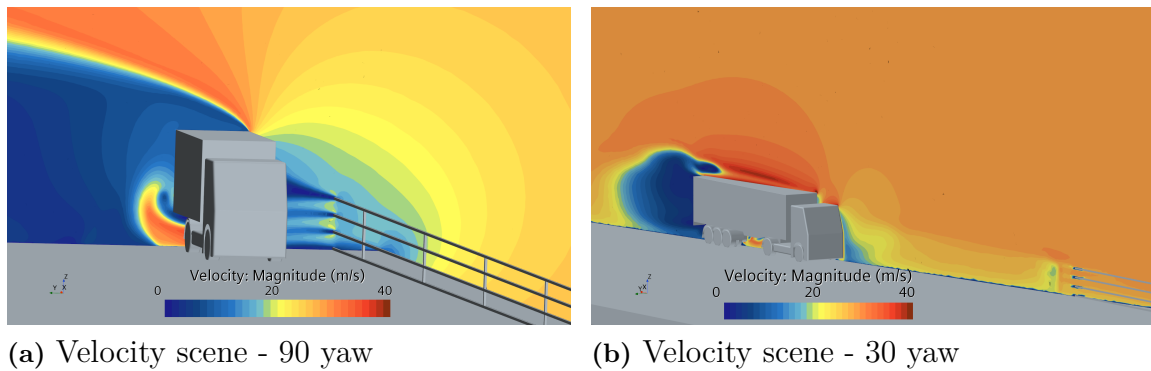 Velocity: Magnitude (m/s)
0 20 40
Z
Y X
(a) Velocity scene - 90 yaw
Velocity: Magnitude (m/s)
0 20 40
Z
Y X
(b) Velocity scene - 30 yaw